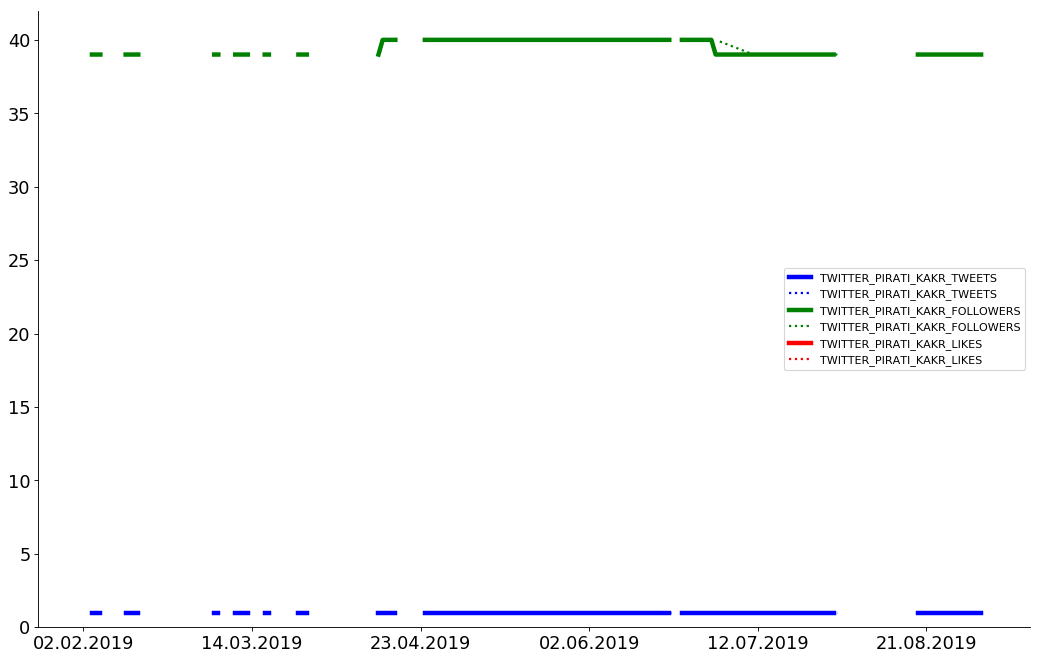 40
35
30
25
20
15
10
5
0
02.02.2019 14.03.2019 23.04.2019 02.06.2019 12.07.2019 21.08.2019
TWITTER_PIRATI_KAKR_TWEETS
TWITTER_PIRATI_KAKR_TWEETS
TWITTER_PIRATI_KAKR_FOLLOWERS
TWITTER_PIRATI_KAKR_FOLLOWERS
TWITTER_PIRATI_KAKR_LIKES
TWITTER_PIRATI_KAKR_LIKES